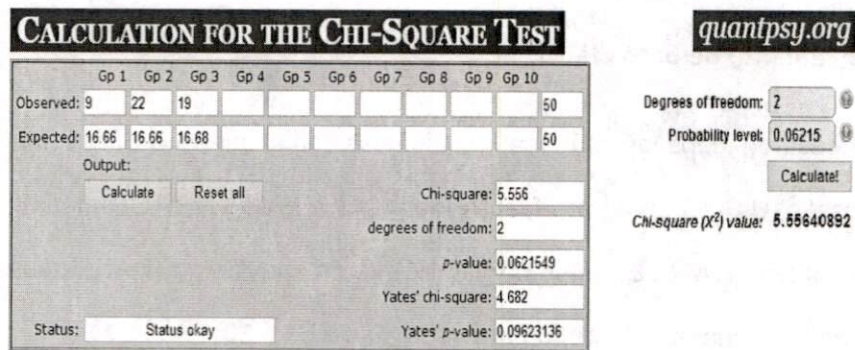 CALCULATION FOR THE CHI-SQUARE TEST
quantpsy.org
Gp 1 Gp 2 Gp 3 Gp 4 Gp 5 Gp 6 Gp 7 Gp 8 Gp 9 Gp 10
Observed: 9 22 19 50
Expected: 16.66 16.66 16.68 50
Output:
Calculate Reset all
Chi-square: 5.556
degrees of freedom: 2
p-value: 0.0621549
Yates' chi-square: 4.682
Status: Status okay
Yates' p-value: 0.09623136
Degrees of freedom: 2
Probability level: 0.06215
Calculate!
Chi-square (X²) value: 5.55640892